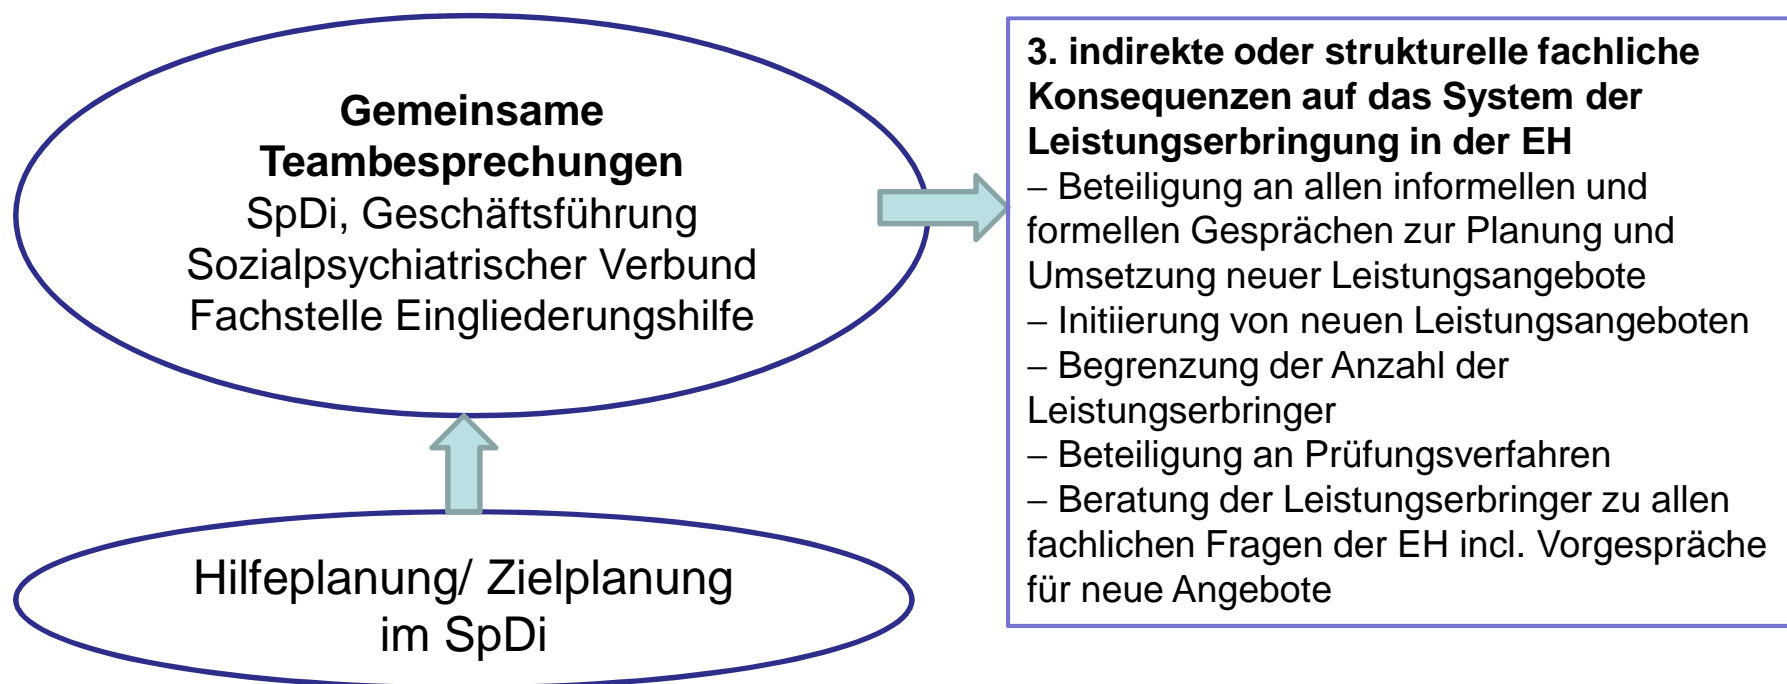 Gemeinsame
Teambesprechungen
SpDi, Geschäftsführung
Sozialpsychiatrischer Verbund
Fachstelle Eingliederungshilfe
Hilfeplanung/ Zielplanung
im SpDi
3. indirekte oder strukturelle fachliche
Konsequenzen auf das System der
Leistungserbringung in der EH
– Beteiligung an allen informellen und
formellen Gesprächen zur Planung und
Umsetzung neuer Leistungsangebote
– Initiierung von neuen Leistungsangeboten
– Begrenzung der Anzahl der
Leistungserbringer
– Beteiligung an Prüfungsverfahren
– Beratung der Leistungserbringer zu allen
fachlichen Fragen der EH incl. Vorgespräche
für neue Angebote